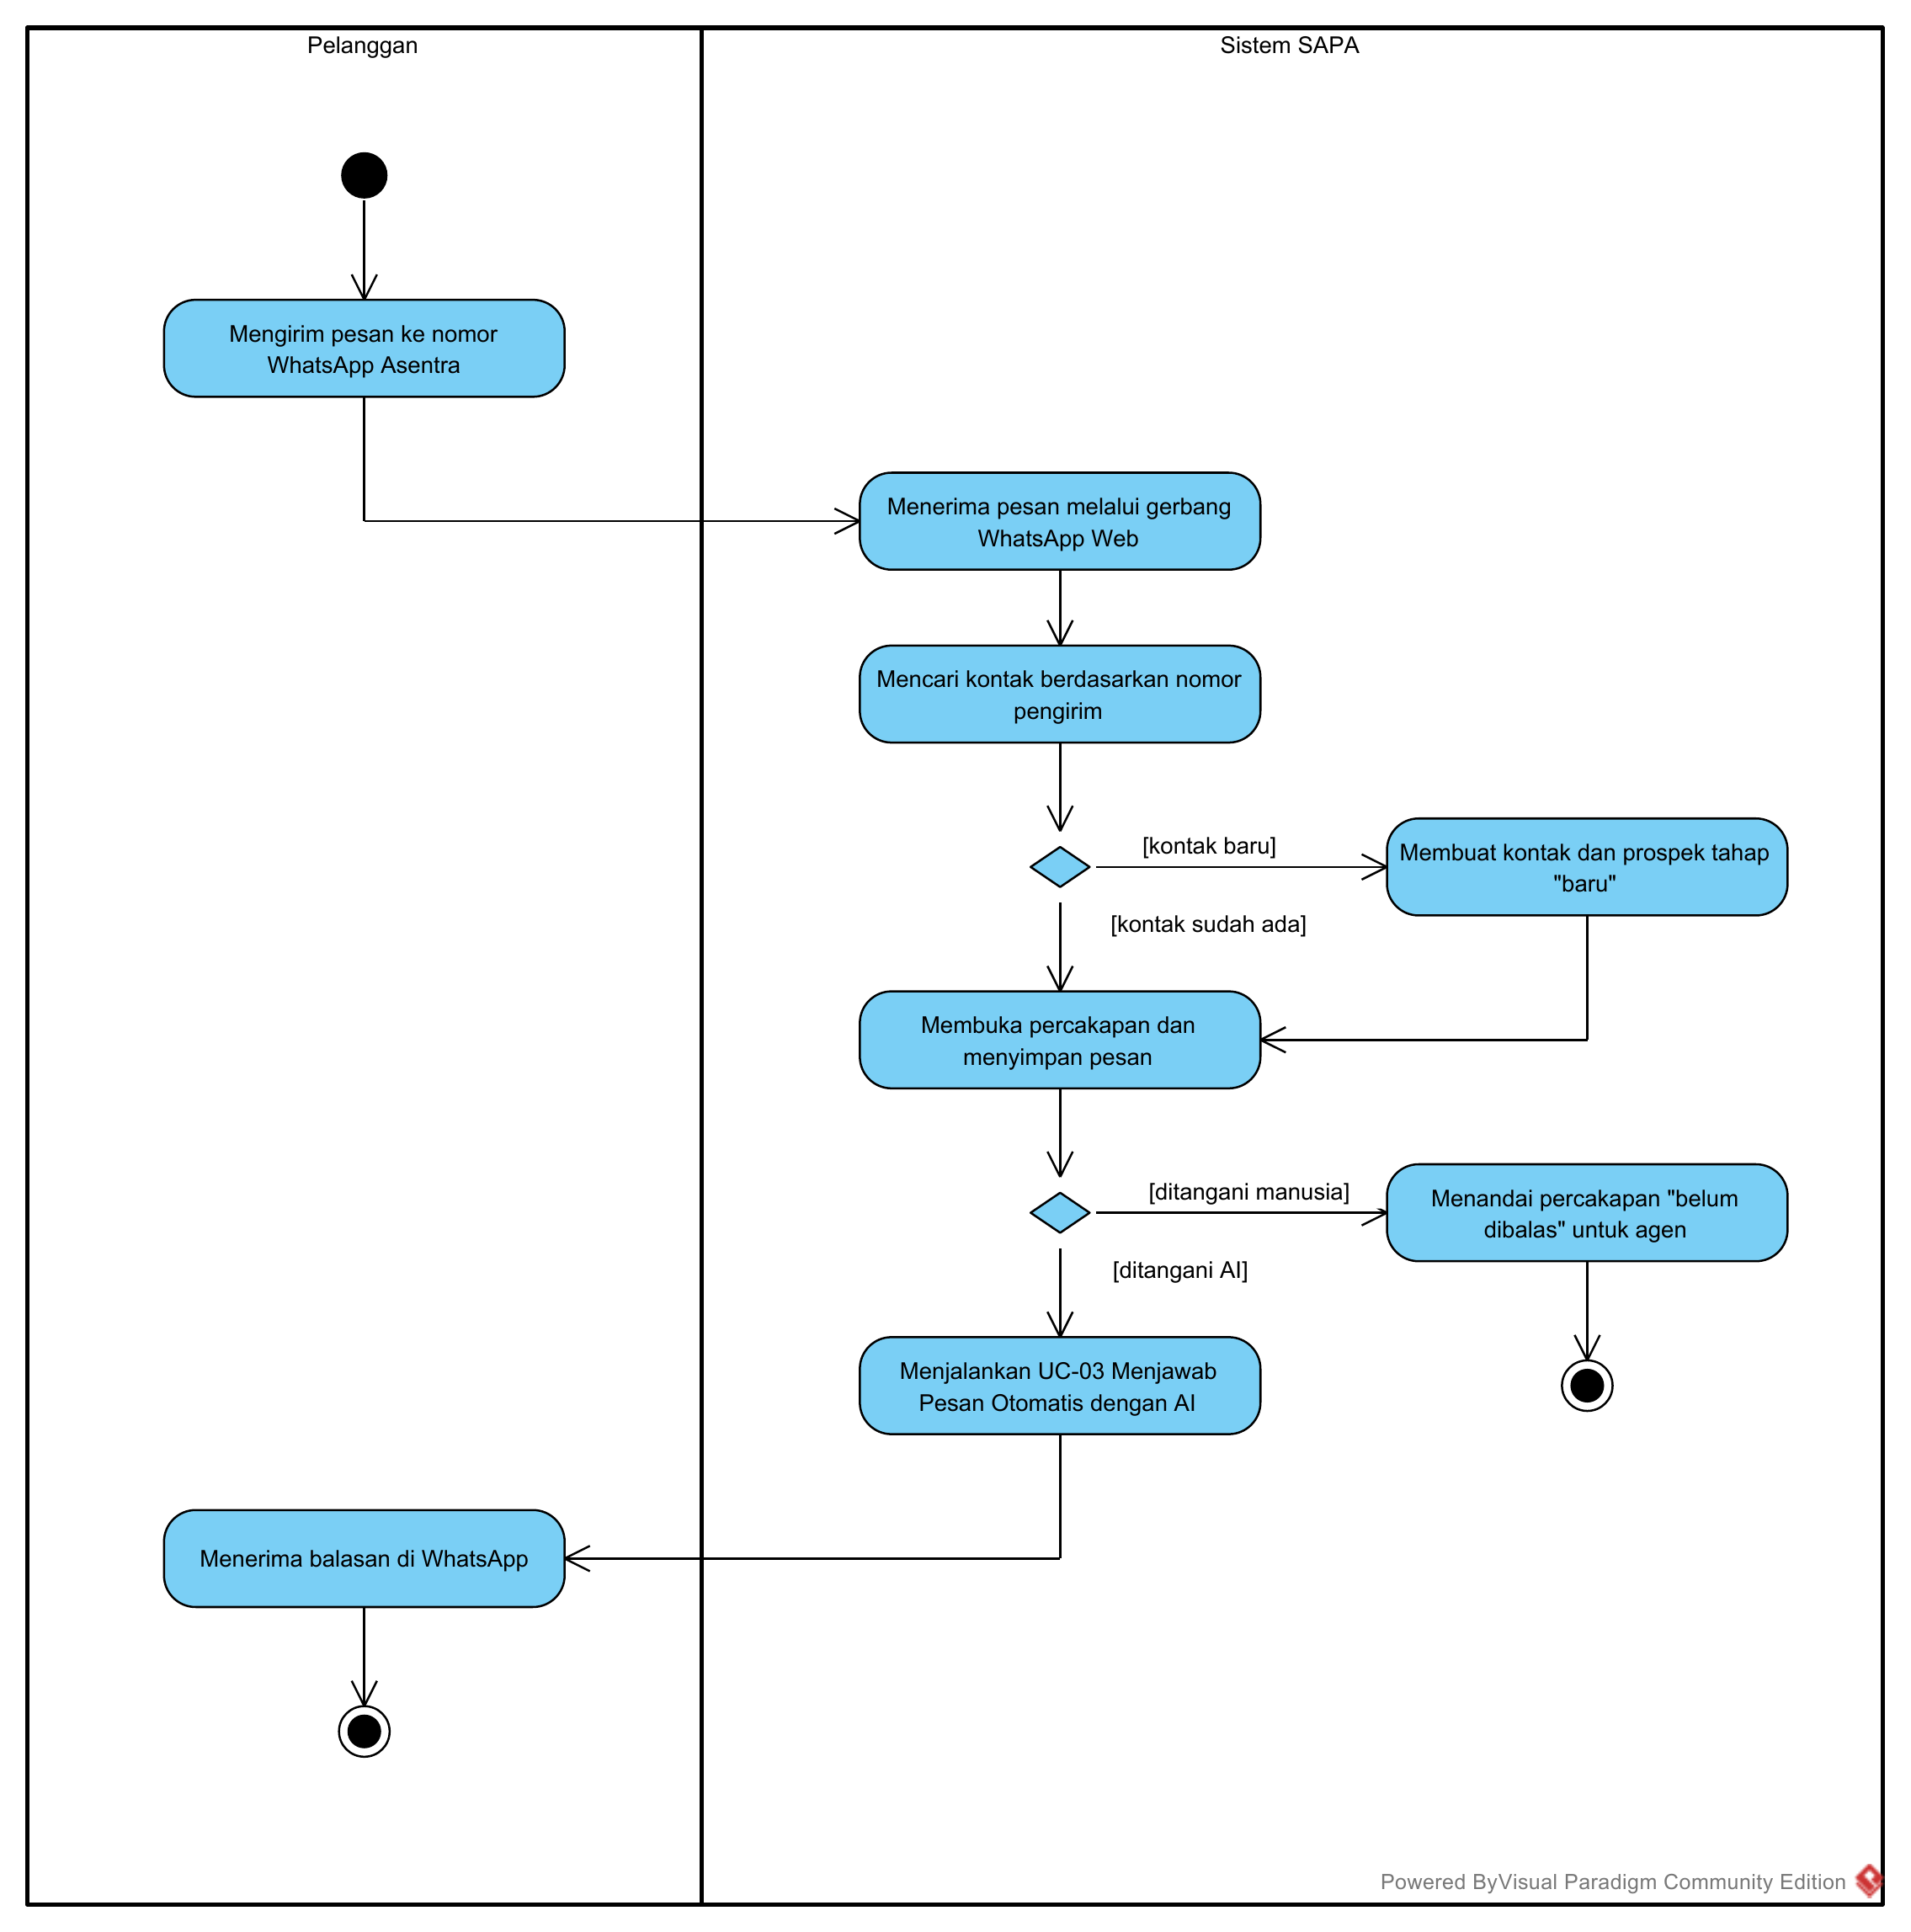 Pelanggan
Sistem SAPA
Mengirim pesan ke nomor
WhatsApp Asentra
Menerima pesan melalui gerbang
WhatsApp Web
Mencari kontak berdasarkan nomor
pengirim
[kontak baru]
Membuat kontak dan prospek tahap
"baru"
[kontak sudah ada]
Membuka percakapan dan
menyimpan pesan
[ditangani manusia]
Menandai percakapan "belum
dibalas" untuk agen
[ditangani AI]
Menjalankan UC-03 Menjawab
Pesan Otomatis dengan AI
Menerima balasan di WhatsApp
Powered ByVisual Paradigm Community Edition